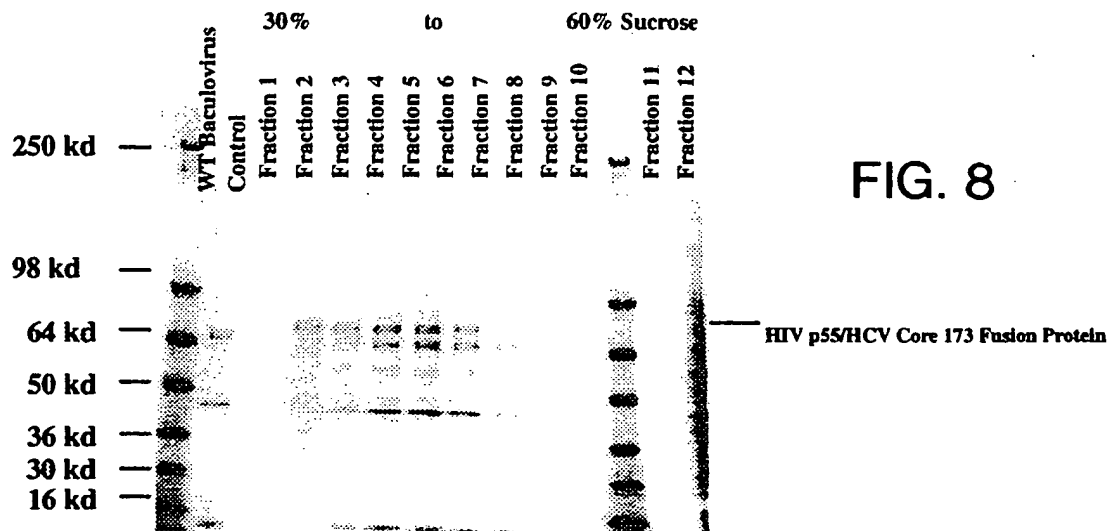 30% to 60% Sucrose
WT Baculovirus
Control
Fraction 1
Fraction 2
Fraction 3
Fraction 4
Fraction 5
Fraction 6
Fraction 7
Fraction 8
Fraction 9
Fraction 10
Fraction 11
Fraction 12
250 kd
98 kd
64 kd
50 kd
36 kd
30 kd
16 kd
FIG. 8
HIV p55/HCV Core 173 Fusion Protein